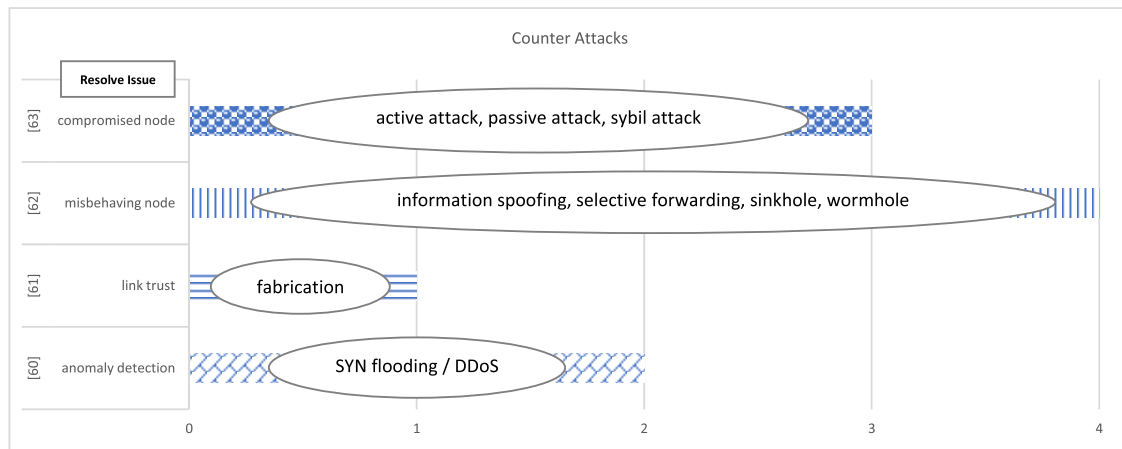 Counter Attacks
Resolve Issue
[63] compromised node active attack, passive attack, sybil attack
[62] misbehaving node information spoofing, selective forwarding, sinkhole, wormhole
[61] link trust fabrication
[60] anomaly detection SYN flooding / DDoS
0 1 2 3 4